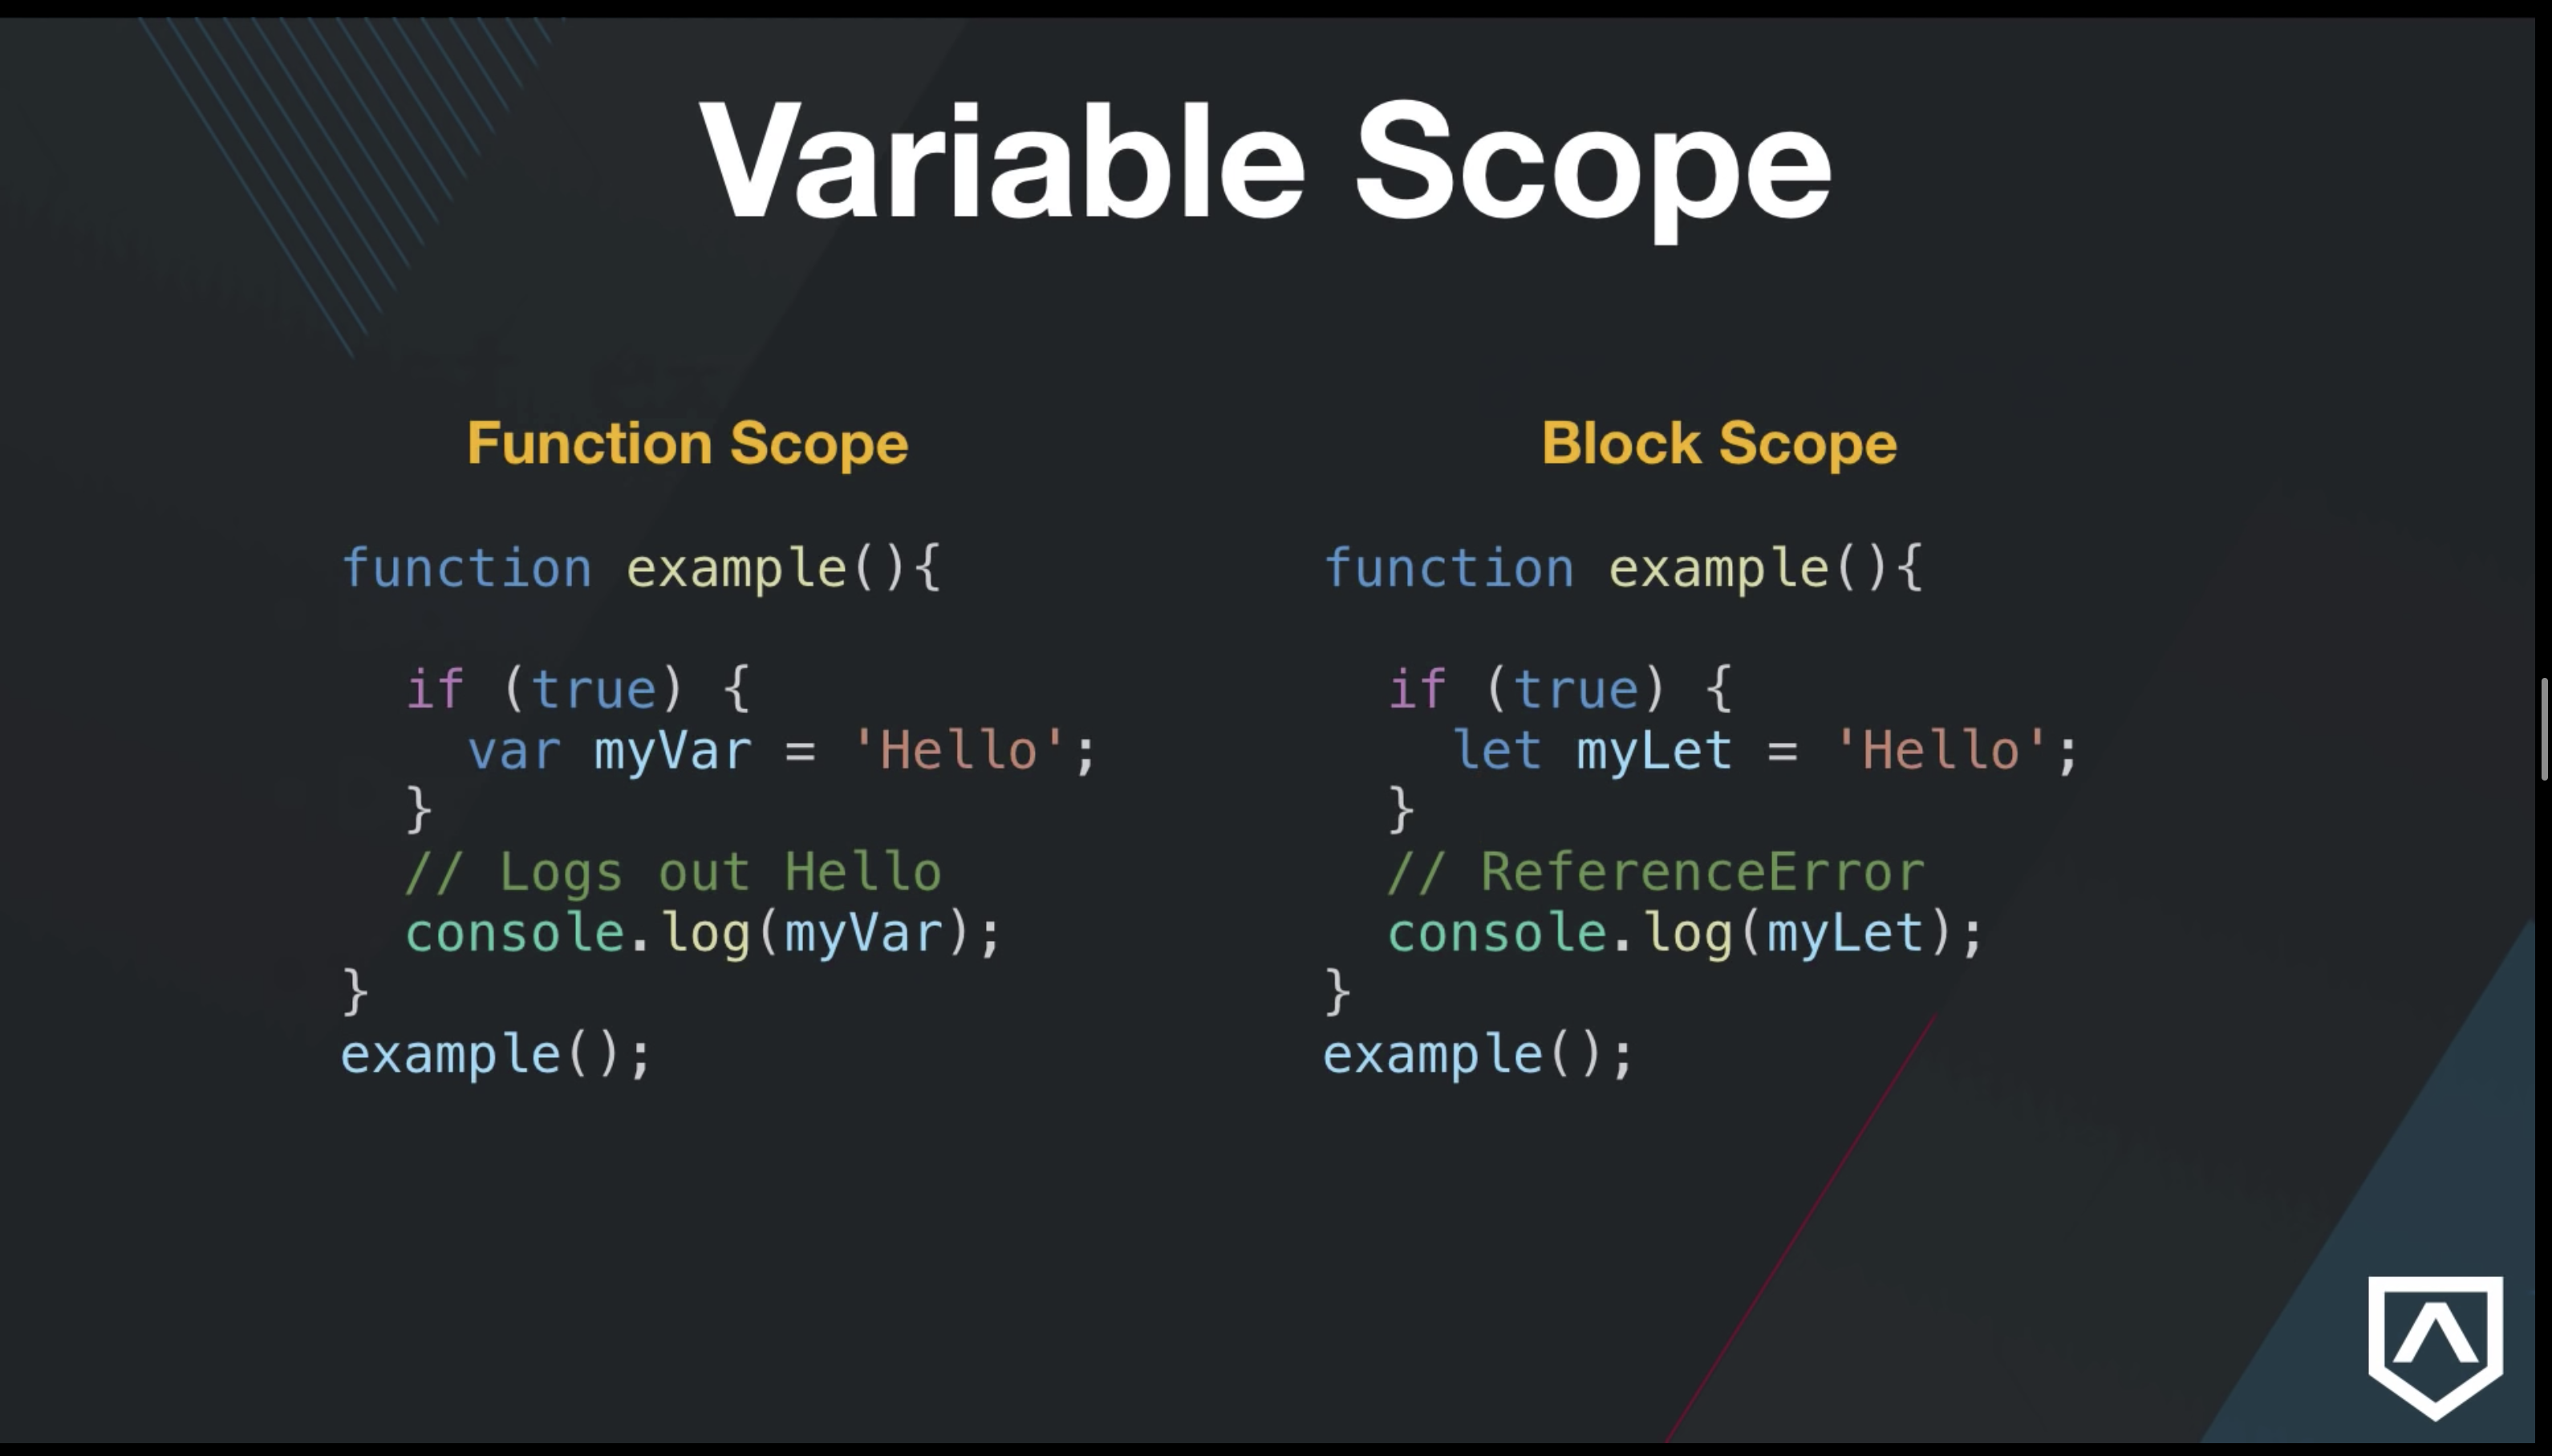 Variable Scope
Function Scope
function example(){
if (true) {
var myVar = 'Hello';
}
// Logs out Hello
console.log(myVar);
}
example();
Block Scope
function example(){
if (true) {
let myLet = 'Hello';
}
// ReferenceError
console.log(myLet);
}
example();